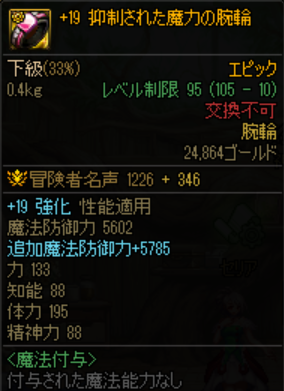 +19 抑制された魔力の腕輪
下級(33%) エピック
0.4kg レベル制限 95 (105 - 10)
交換不可
腕輪
24,864ゴールド
冒険者名声 1226 + 346
+19 強化 性能適用
魔法防御力 5602
追加魔法防御力+5785
力 133
知能 88
体力 195
精神力 88
<魔法付与>
付与された魔法能力なし